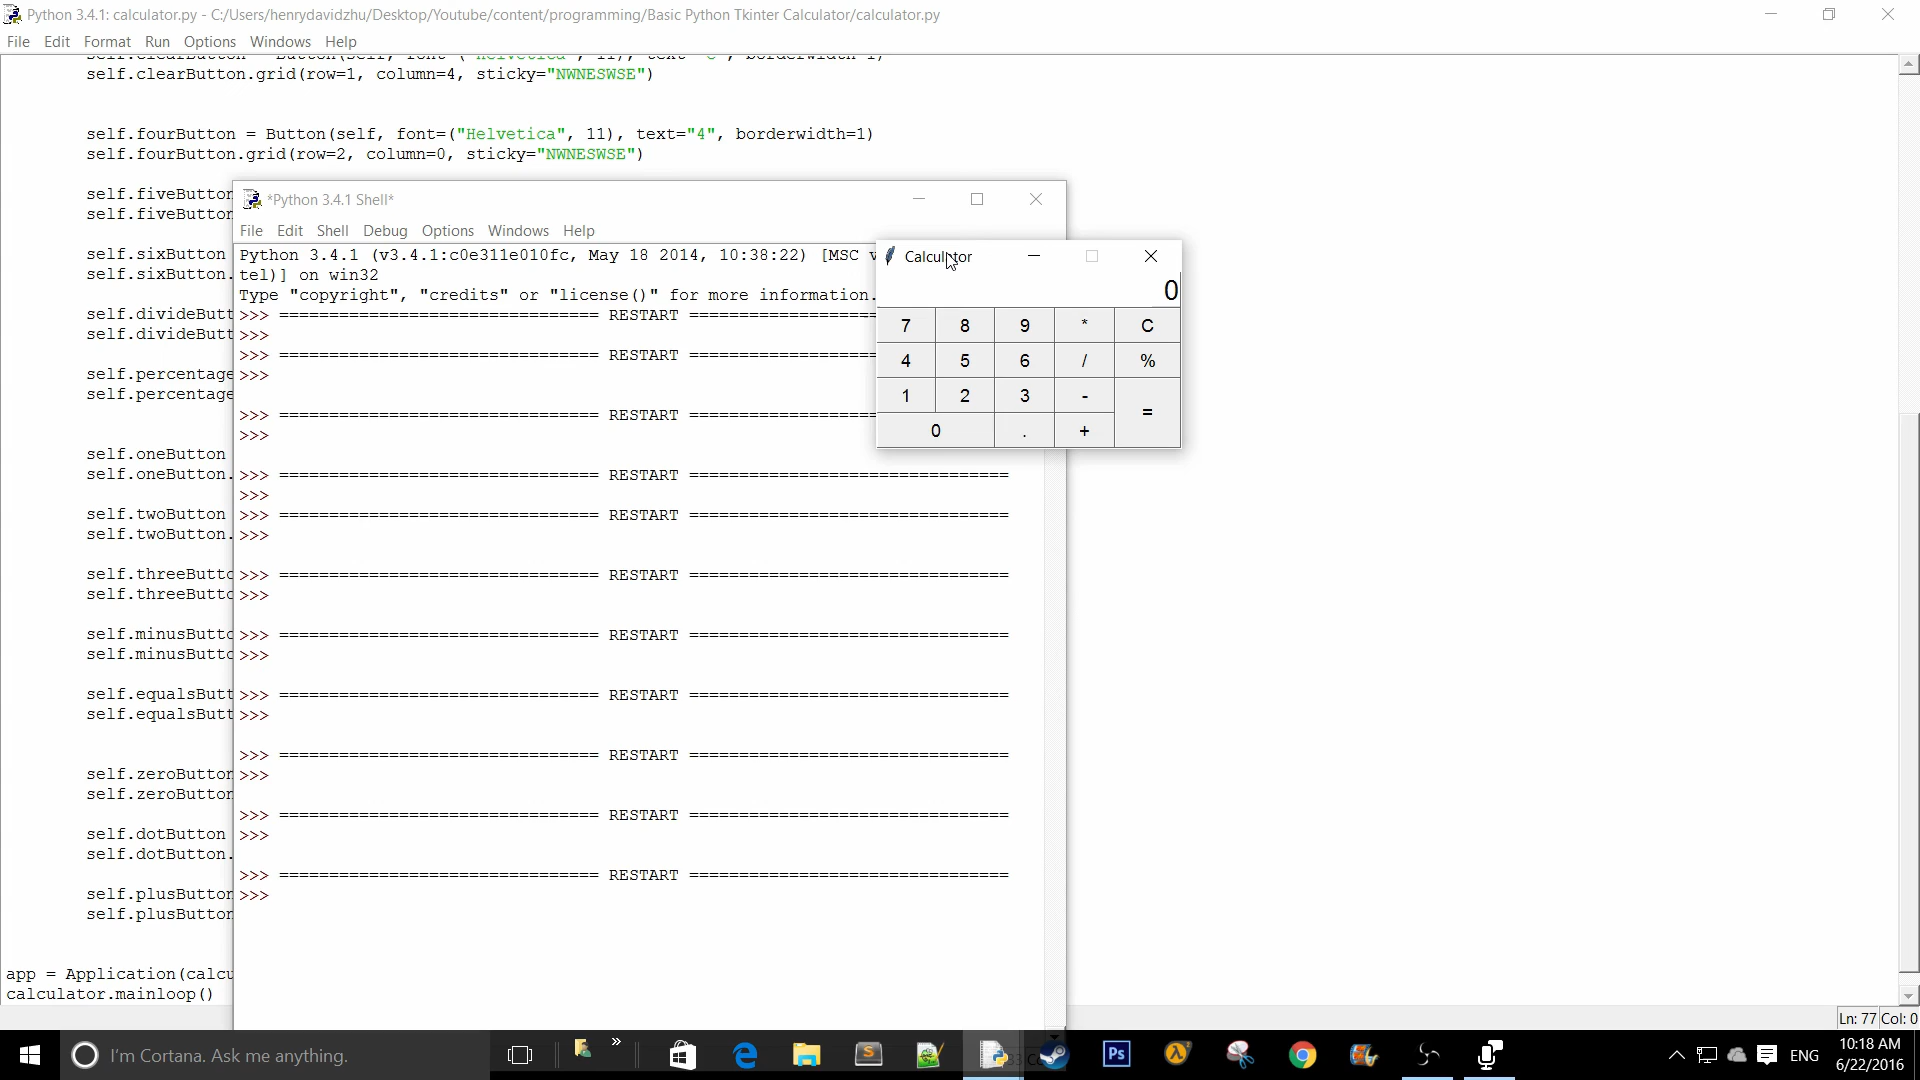 Python 3.4.1: calculator.py - C:/Users/henrydavidzhu/Desktop/Youtube/content/programming/Basic Python Tkinter Calculator/calculator.py
File Edit Format Run Options Windows Help
self.clearButton.grid(row=1, column=4, sticky="NWNESWSE")
self.fourButton = Button(self, font=("Helvetica", 11), text="4", borderwidth=1)
self.fourButton.grid(row=2, column=0, sticky="NWNESWSE")
self.fiveButton
self.fiveButton
self.sixButton
self.sixButton.
self.divideButt
self.divideButt
self.percentage
self.percentage
self.oneButton
self.oneButton.
self.twoButton
self.twoButton.
self.threeButto
self.threeButto
self.minusButto
self.minusButto
self.equalsButt
self.equalsButt
self.zeroButton
self.zeroButton
self.dotButton
self.dotButton.
self.plusButton
self.plusButton
app = Application(calcu
calculator.mainloop()
*Python 3.4.1 Shell*
File Edit Shell Debug Options Windows Help
Python 3.4.1 (v3.4.1:c0e311e010fc, May 18 2014, 10:38:22) [MSC v
tel)] on win32
Type "copyright", "credits" or "license()" for more information.
>>> ================================ RESTART ===================
>>>
>>> ================================ RESTART ===================
>>>
>>> ================================ RESTART ===================
>>>
>>> ================================ RESTART ================================
>>>
>>> ================================ RESTART ================================
>>>
>>> ================================ RESTART ================================
>>>
>>> ================================ RESTART ================================
>>>
>>> ================================ RESTART ================================
>>>
>>> ================================ RESTART ================================
>>>
>>> ================================ RESTART ================================
>>>
>>> ================================ RESTART ================================
>>>
Calculator
0
7 8 9 * C
4 5 6 / %
1 2 3 -
=
0 . +
Ln: 77 Col: 0
I'm Cortana. Ask me anything.
»
Ps
ENG
10:18 AM
6/22/2016